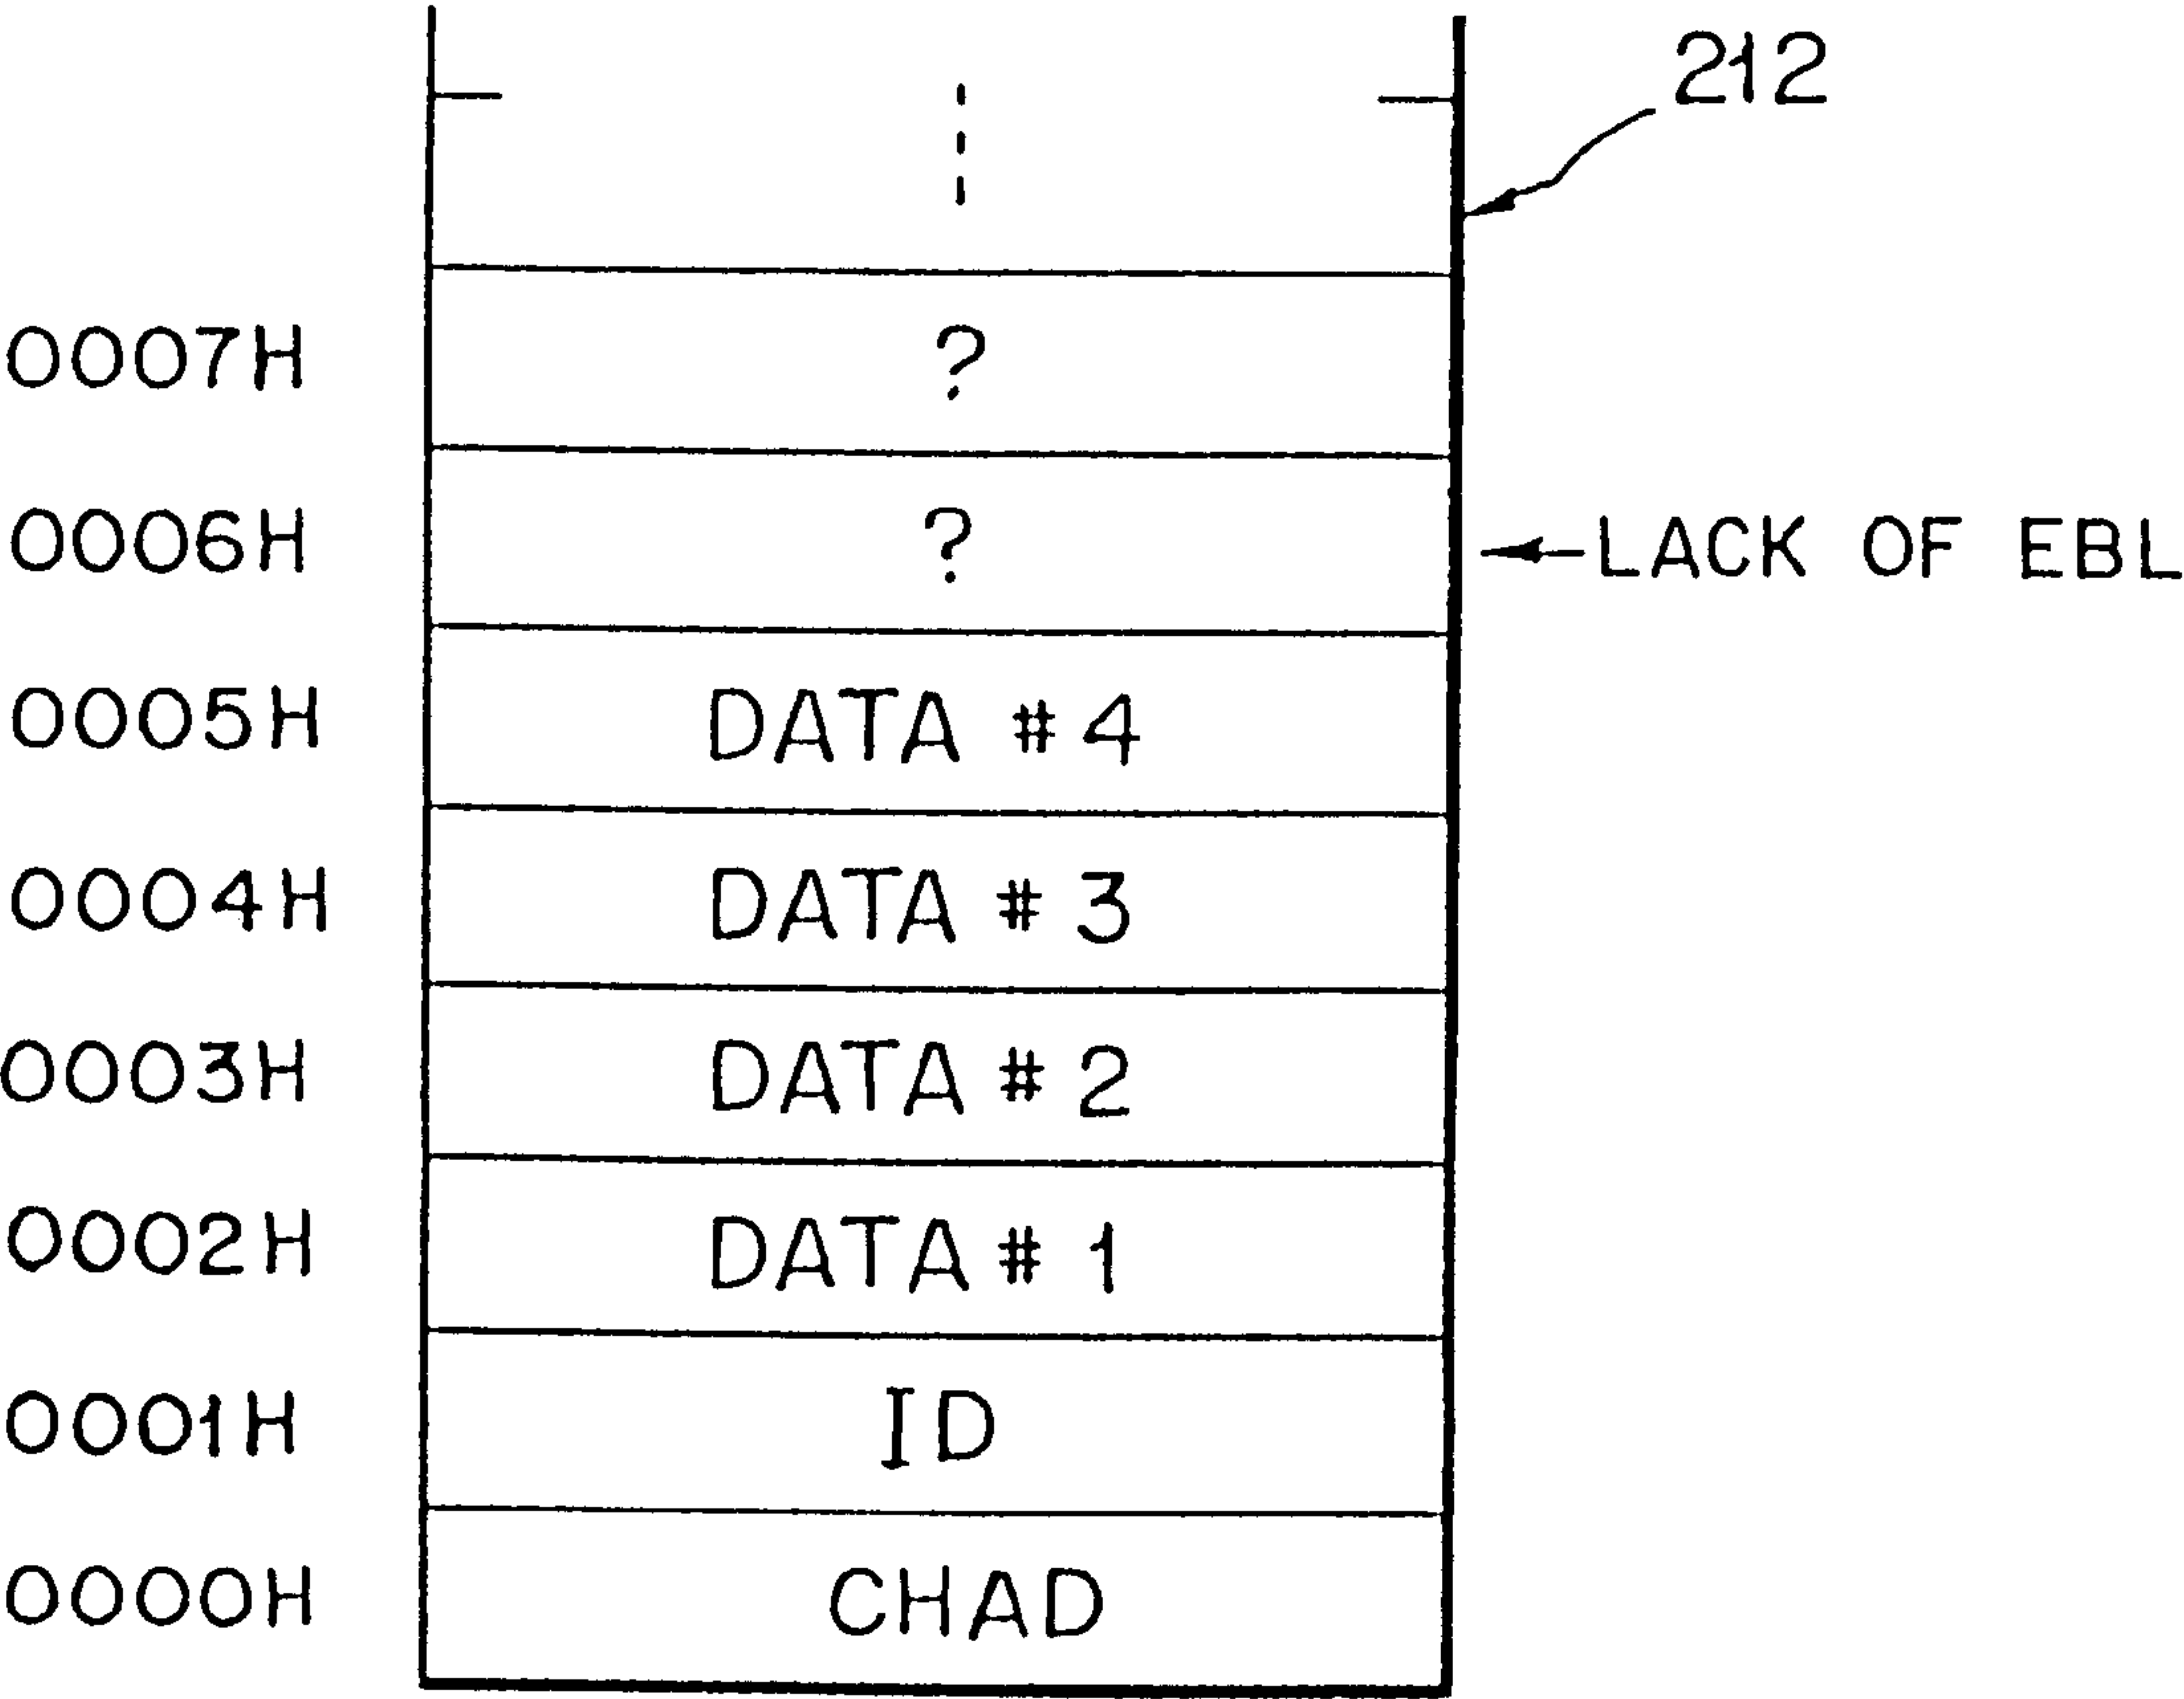 212
0007H ?
0006H ? LACK OF EBL
0005H DATA #4
0004H DATA #3
0003H DATA #2
0002H DATA #1
0001H ID
0000H CHAD